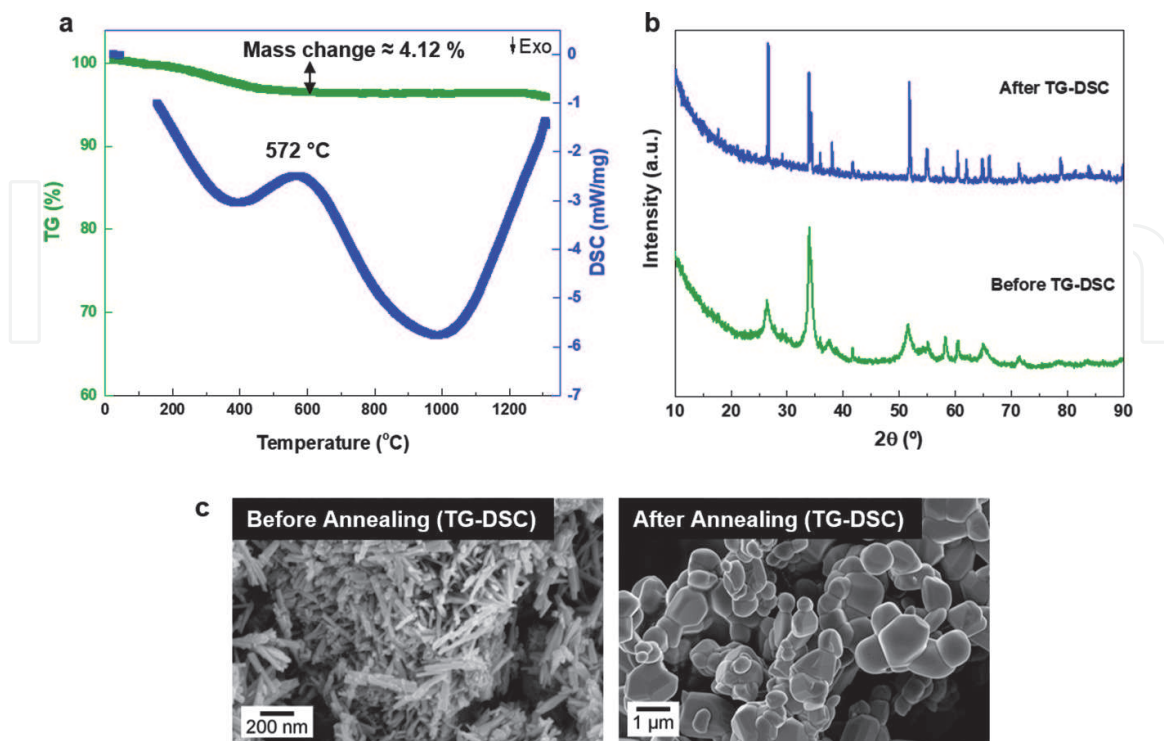 a
Mass change ≈ 4.12 %
↓Exo
572 °C
100
90
80
70
60
TG (%)
0
-1
-2
-3
-4
-5
-6
-7
DSC (mW/mg)
0 200 400 600 800 1000 1200
Temperature (°C)
b
After TG-DSC
Before TG-DSC
Intensity (a.u.)
10 20 30 40 50 60 70 80 90
2θ (º)
c
Before Annealing (TG-DSC)
200 nm
After Annealing (TG-DSC)
1 μm